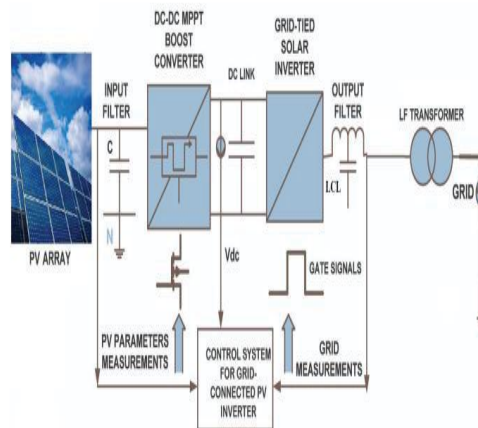 DC-DC MPPT
BOOST
CONVERTER
GRID-TIED
SOLAR
INVERTER
INPUT
FILTER
DC LINK
OUTPUT
FILTER
LF TRANSFORMER
C
LCL
GRID
N
PV ARRAY
Vdc
GATE SIGNALS
PV PARAMETERS
MEASUREMENTS
CONTROL SYSTEM
FOR GRID-
CONNECTED PV
INVERTER
GRID
MEASUREMENTS